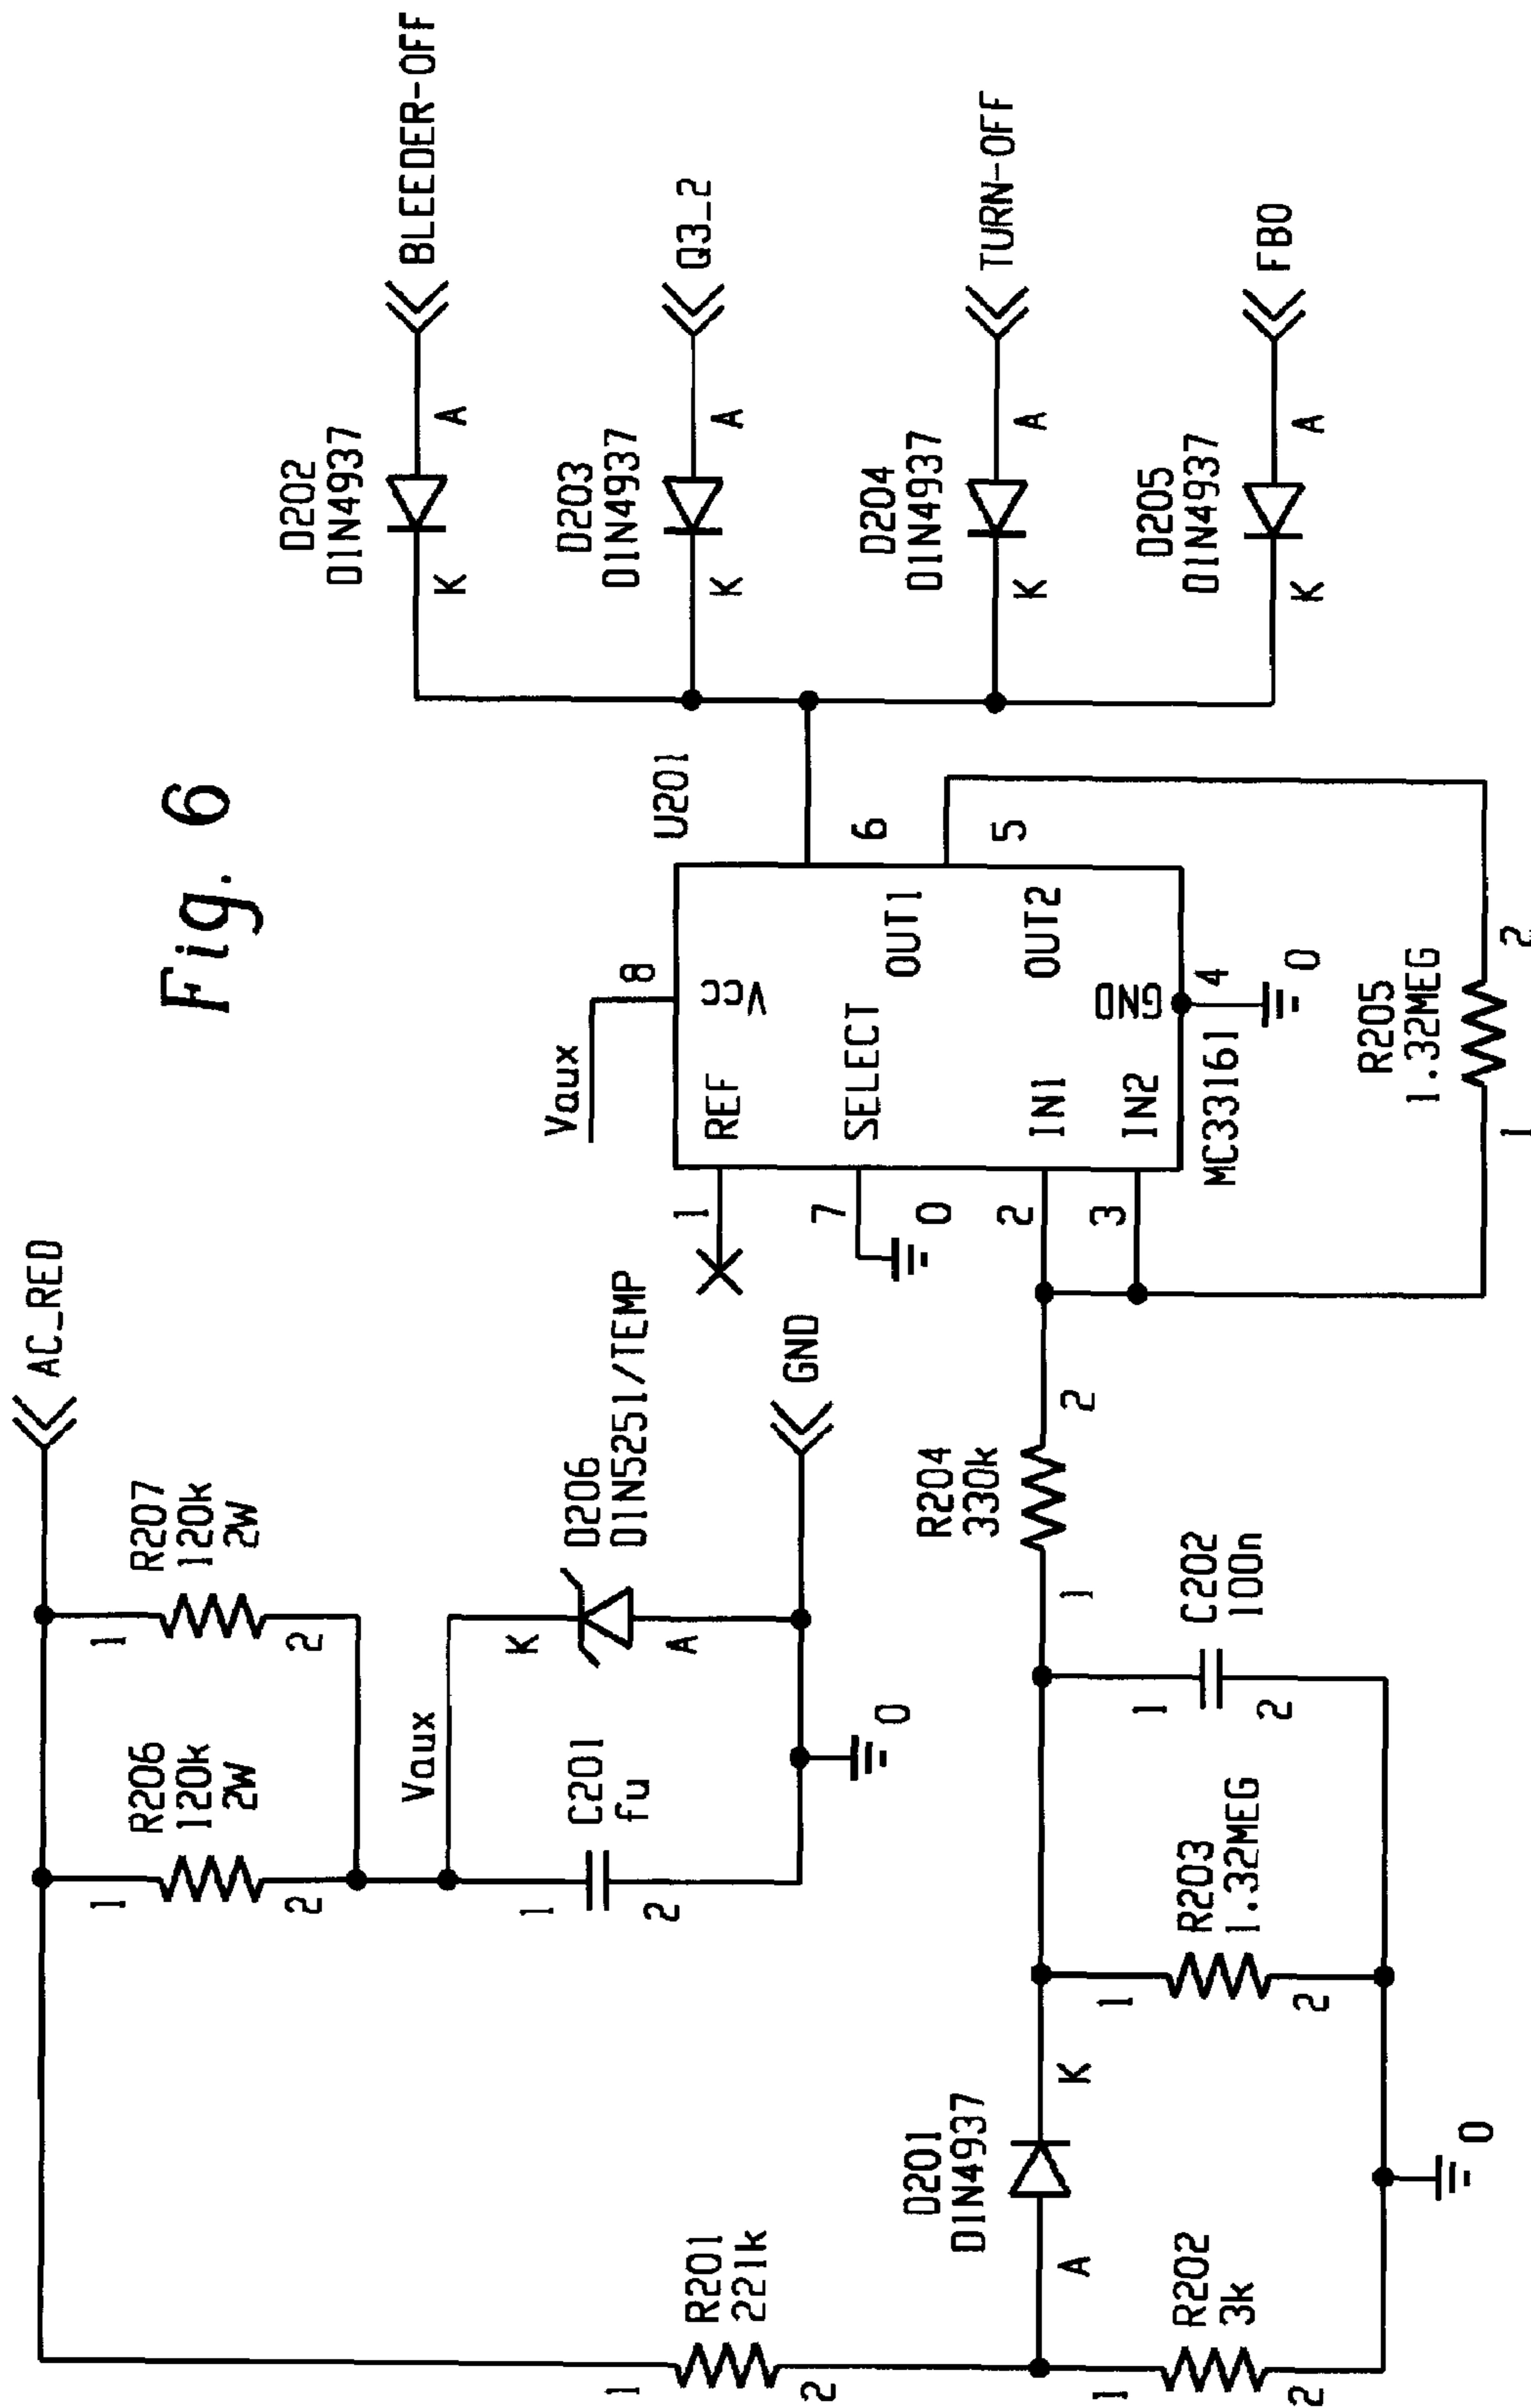 Fig. 6
AC_RED
R206
120k
2W
1
2
R207
120k
2W
1
2
Vaux
C201
fu
1
2
D206
D1N5251/TEMP
K
A
GND
0
R201
221k
1
2
R202
3k
1
2
D201
D1N4937
A
K
R203
1.32MEG
1
2
C202
100n
1
2
0
R204
330k
1
2
Vaux
U201
8
Vcc
1
REF
7
SELECT
0
2
IN1
3
IN2
OUT1
6
OUT2
5
GND
4
0
MC33161
R205
1.32MEG
1
2
D202
D1N4937
K
A
BLEEDER-OFF
D203
D1N4937
K
A
Q3_2
D204
D1N4937
K
A
TURN-OFF
D205
D1N4937
K
A
FB0